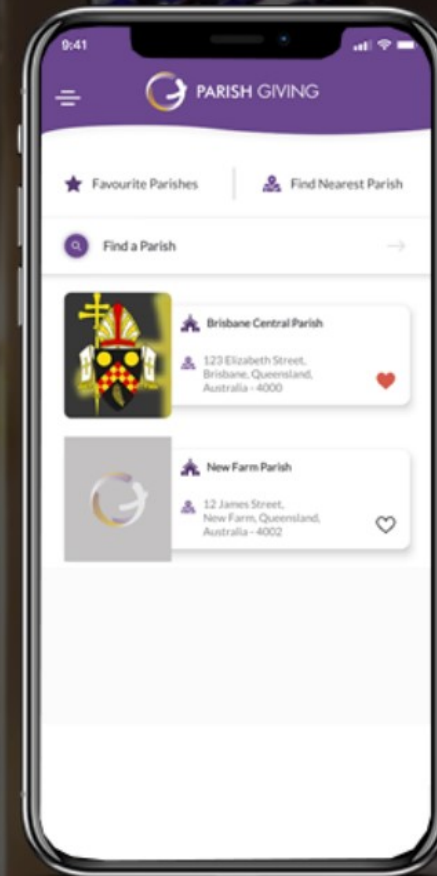 9:41
PARISH GIVING
Favourite Parishes
Find Nearest Parish
Find a Parish
Brisbane Central Parish
123 Elizabeth Street,
Brisbane, Queensland,
Australia - 4000
New Farm Parish
12 James Street,
New Farm, Queensland,
Australia - 4002